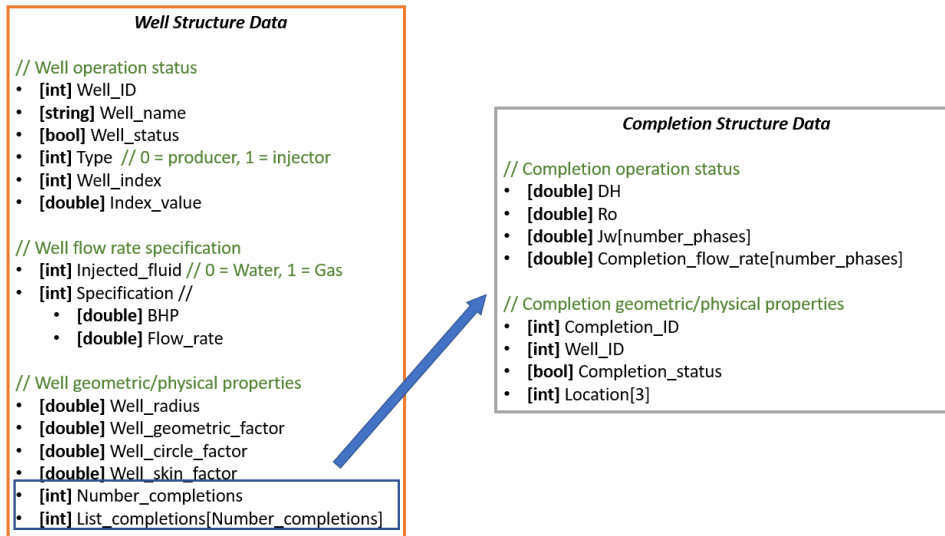 Well Structure Data
// Well operation status
• [int] Well_ID
• [string] Well_name
• [bool] Well_status
• [int] Type // 0 = producer, 1 = injector
• [int] Well_index
• [double] Index_value
// Well flow rate specification
• [int] Injected_fluid // 0 = Water, 1 = Gas
• [int] Specification //
• [double] BHP
• [double] Flow_rate
// Well geometric/physical properties
• [double] Well_radius
• [double] Well_geometric_factor
• [double] Well_circle_factor
• [double] Well_skin_factor
• [int] Number_completions
• [int] List_completions[Number_completions]
Completion Structure Data
// Completion operation status
• [double] DH
• [double] Ro
• [double] Jw[number_phases]
• [double] Completion_flow_rate[number_phases]
// Completion geometric/physical properties
• [int] Completion_ID
• [int] Well_ID
• [bool] Completion_status
• [int] Location[3]